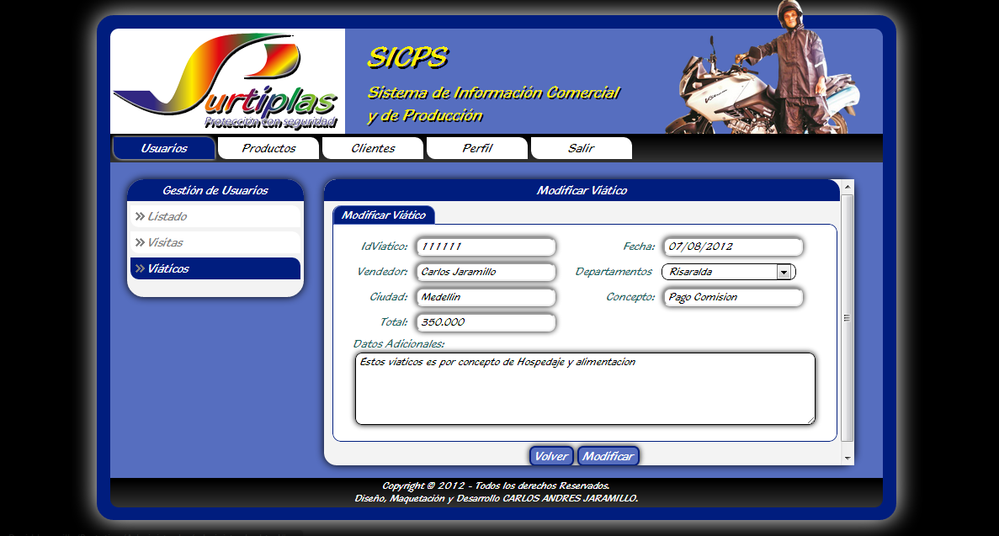 Surtiplas
Protección con seguridad
SICPS
Sistema de Información Comercial
y de Producción
Usuarios Productos Clientes Perfil Salir
Gestión de Usuarios
» Listado
» Visitas
» Viáticos
Modificar Viático
Modificar Viático
IdViatico: 111111 Fecha: 07/08/2012
Vendedor: Carlos Jaramillo Departamentos Risaralda
Ciudad: Medellin Concepto: Pago Comision
Total: 350.000
Datos Adicionales:
Estos viaticos es por concepto de Hospedaje y alimentacion
Volver Modificar
Copyright © 2012 - Todos los derechos Reservados.
Diseño, Maquetación y Desarrollo CARLOS ANDRES JARAMILLO.